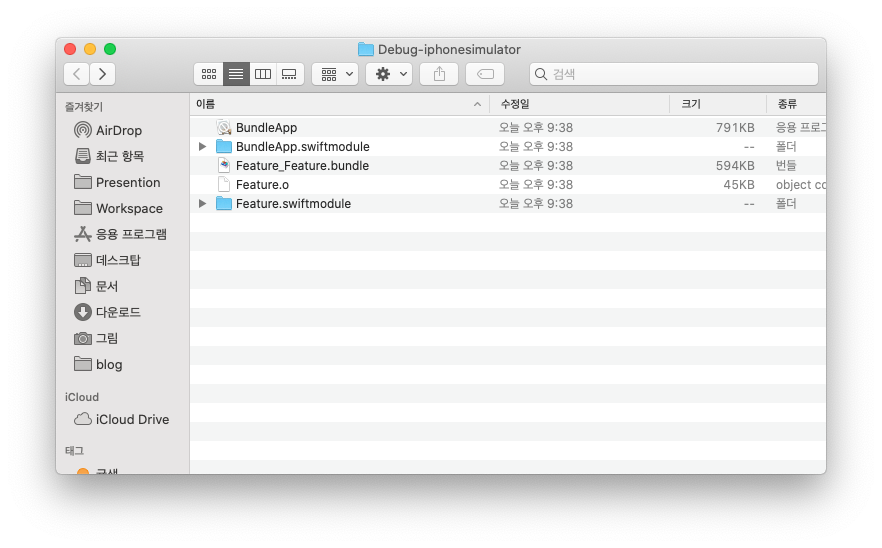 Debug-iphonesimulator
검색
즐겨찾기
AirDrop
최근 항목
Presention
Workspace
응용 프로그램
데스크탑
문서
다운로드
그림
blog
iCloud
iCloud Drive
태그
이름 수정일 크기 종류
BundleApp 오늘 오후 9:38 791KB 응용 프로그
BundleApp.swiftmodule 오늘 오후 9:38 -- 폴더
Feature_Feature.bundle 오늘 오후 9:38 594KB 번들
Feature.o 오늘 오후 9:38 45KB object co
Feature.swiftmodule 오늘 오후 9:38 -- 폴더